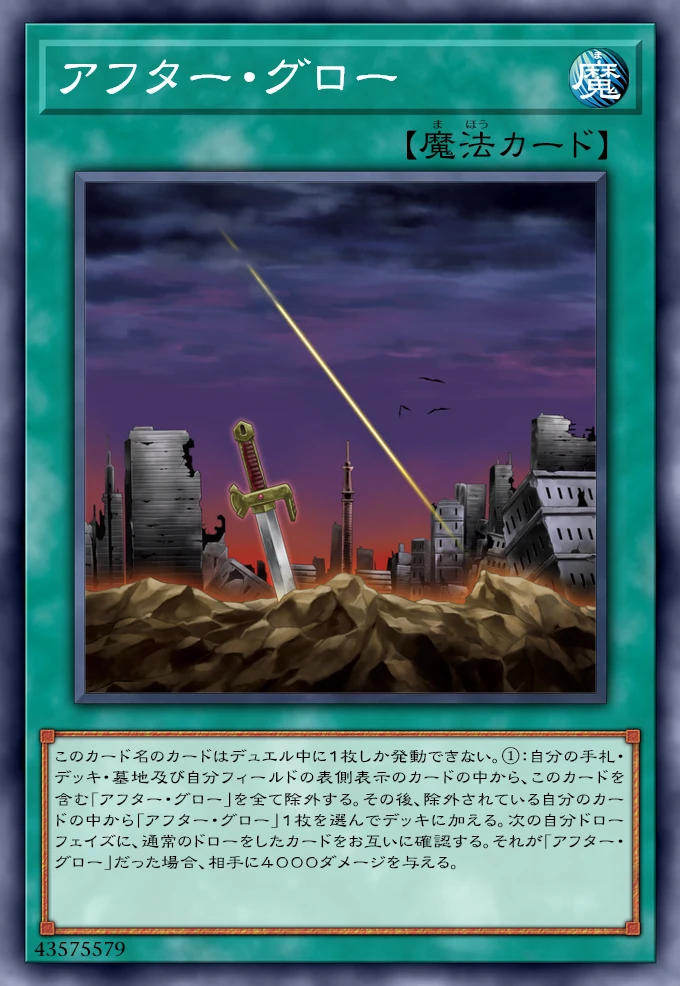 アフター・グロー
魔
ま
【魔法カード】
ま ほう
このカード名のカードはデュエル中に1枚しか発動できない。①:自分の手札・
デッキ・墓地及び自分フィールドの表側表示のカードの中から、このカードを
含む「アフター・グロー」を全て除外する。その後、除外されている自分のカー
ドの中から「アフター・グロー」1枚を選んでデッキに加える。次の自分ドロー
フェイズに、通常のドローをしたカードをお互いに確認する。それが「アフター・
グロー」だった場合、相手に4000ダメージを与える。
43575579